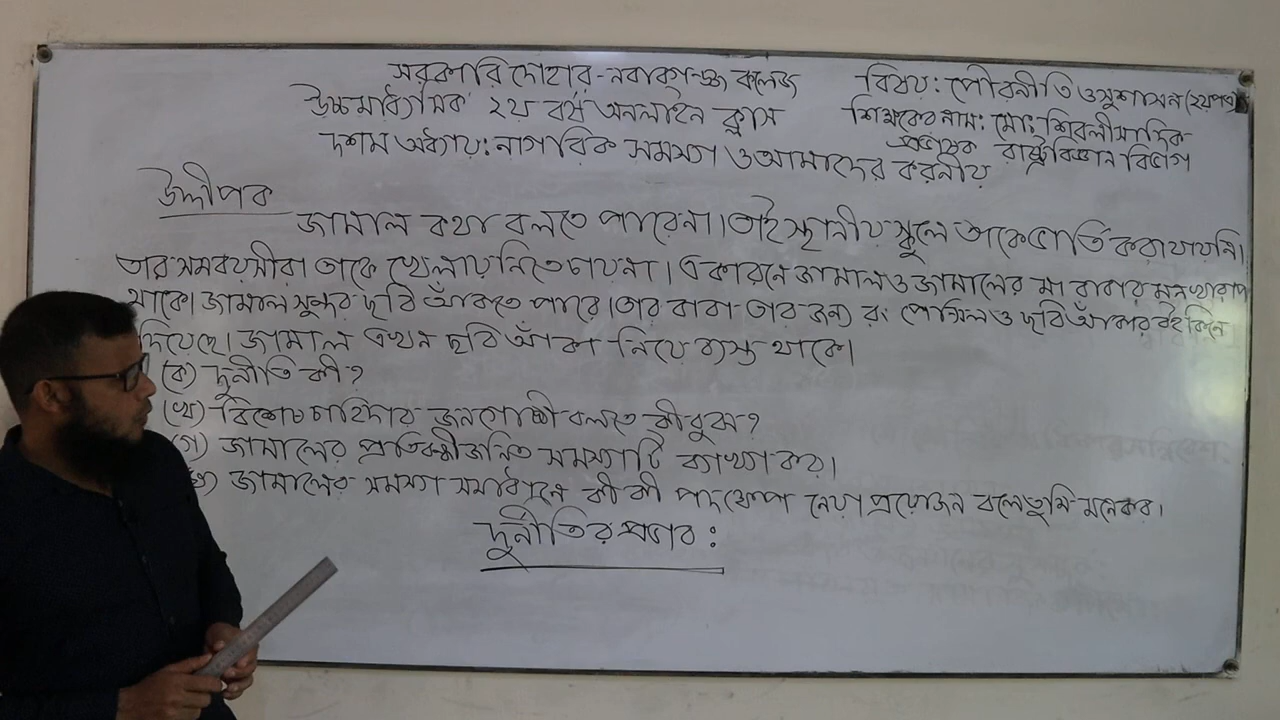 সরকারি দোহার-নবাবগঞ্জ কলেজ
বিষয়: পৌরনীতি ও সুশাসন (২য় পত্র)
উচ্চমাধ্যমিক ২য় বর্ষ অনলাইন ক্লাস
শিক্ষকের নাম: মো: শিবলী সাদিক
প্রভাষক রাষ্ট্রবিজ্ঞান বিভাগ
দশম অধ্যায়: নাগরিক সমস্যা ও আমাদের করনীয়
উদ্দীপক
জামাল কথা বলতে পারেনা। তাই স্থানীয় স্কুলে তাকে ভর্তি করা যায়নি।
তার সমবয়সীরা তাকে খেলায় নিতে চায়না। এ কারনে জামাল ও জামালের মা বাবার মন খারাপ
থাকে। জামাল সুন্দর ছবি আঁকতে পারে। তার বাবা তার জন্য রং পেন্সিল ও ছবি আঁকার বই কিনে
দিয়েছে। জামাল এখন ছবি আঁকা নিয়ে ব্যস্ত থাকে।
(ক) দুর্নীতি কী?
(খ) বিশেষ চাহিদার জনগোষ্ঠী বলতে কী বুঝ?
(গ) জামালের প্রতিবন্ধীজনিত সমস্যাটি ব্যাখ্যা কর।
(ঘ) জামালের সমস্যা সমাধানে কী কী পদক্ষেপ নেয়া প্রয়োজন বলে তুমি মনে কর।
দুর্নীতির প্রভাব: